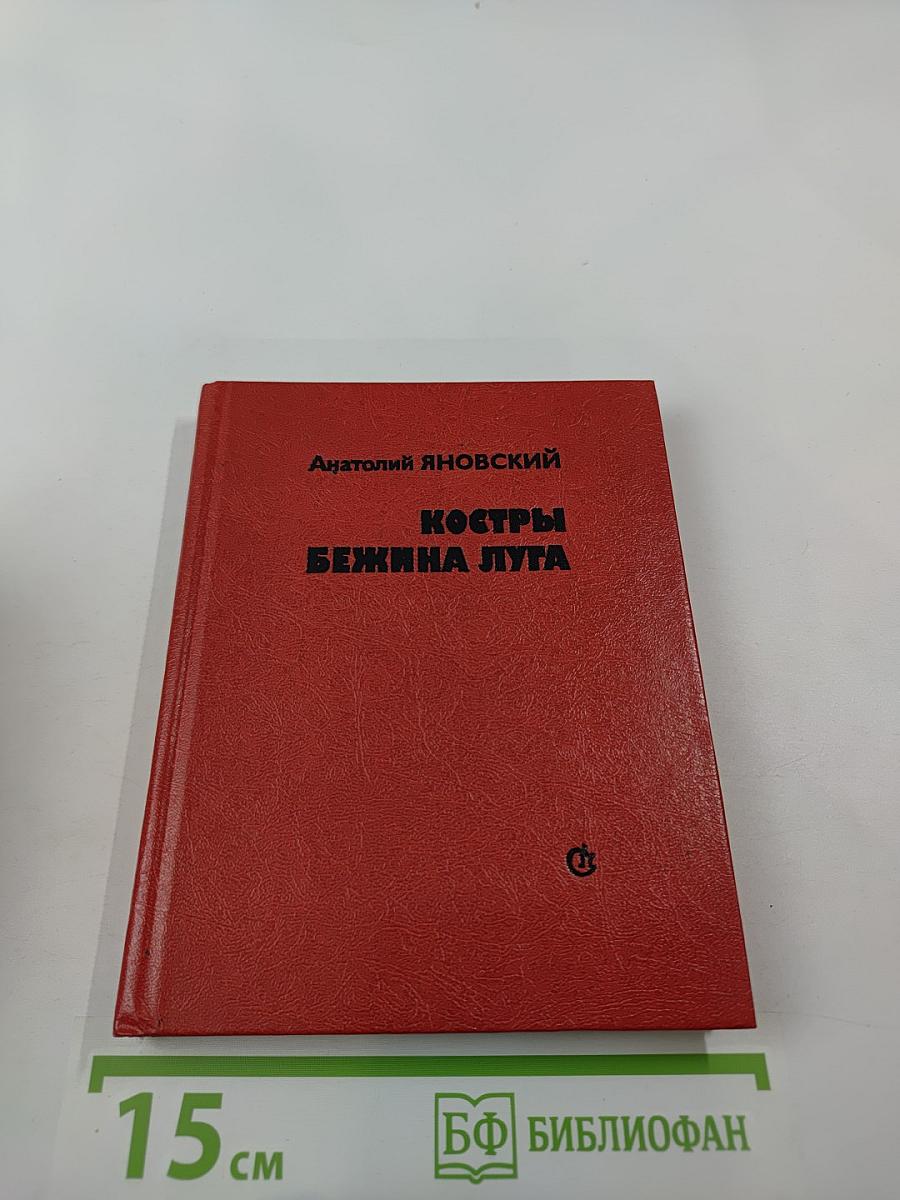 Анатолий ЯНОВСКИЙ
КОСТРЫ
БЕЖИНА ЛУГА
15 см
БФ БИБЛИОФАН